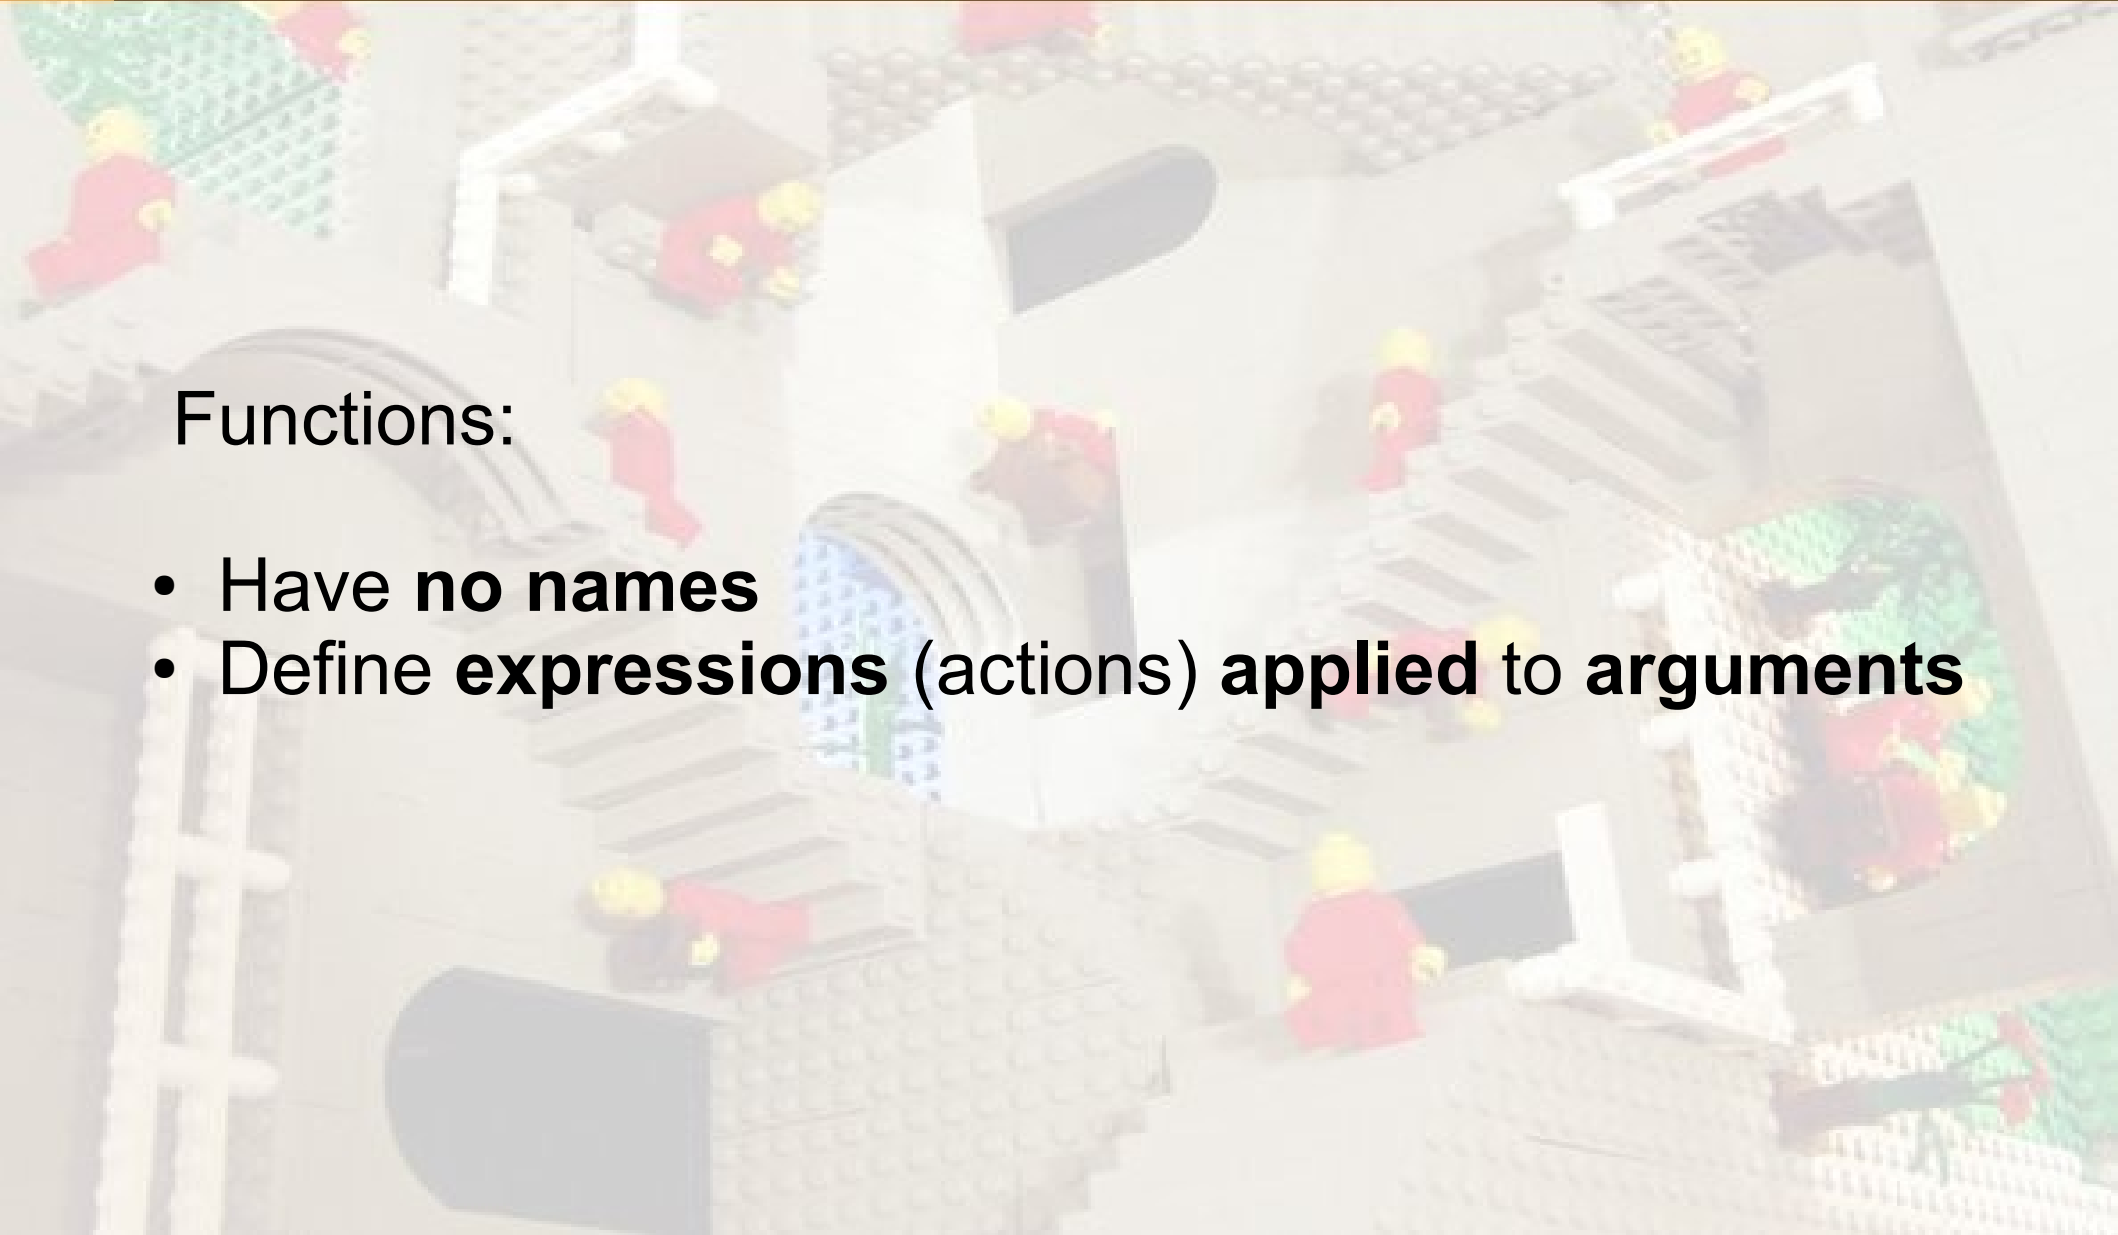 Functions:
• Have no names
• Define expressions (actions) applied to arguments